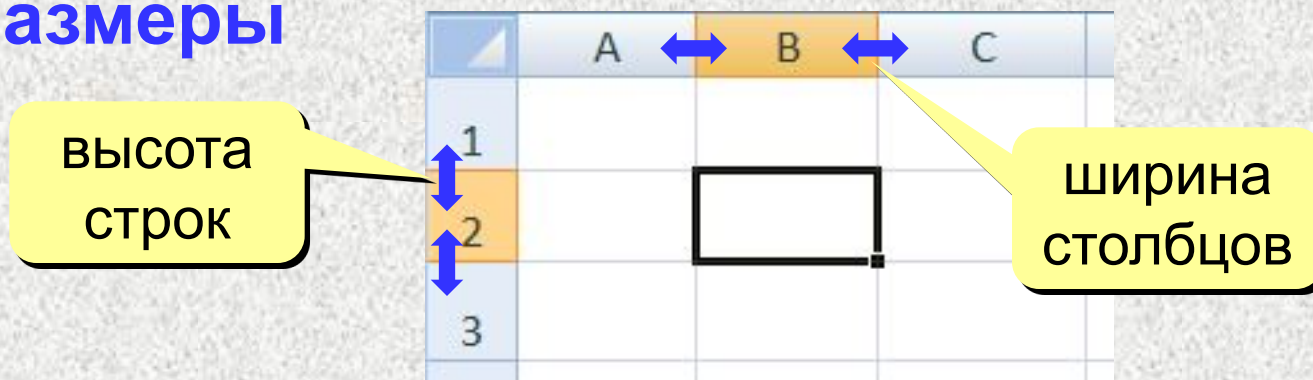 азмеры
A B C
1
2
3
высота
строк
ширина
столбцов